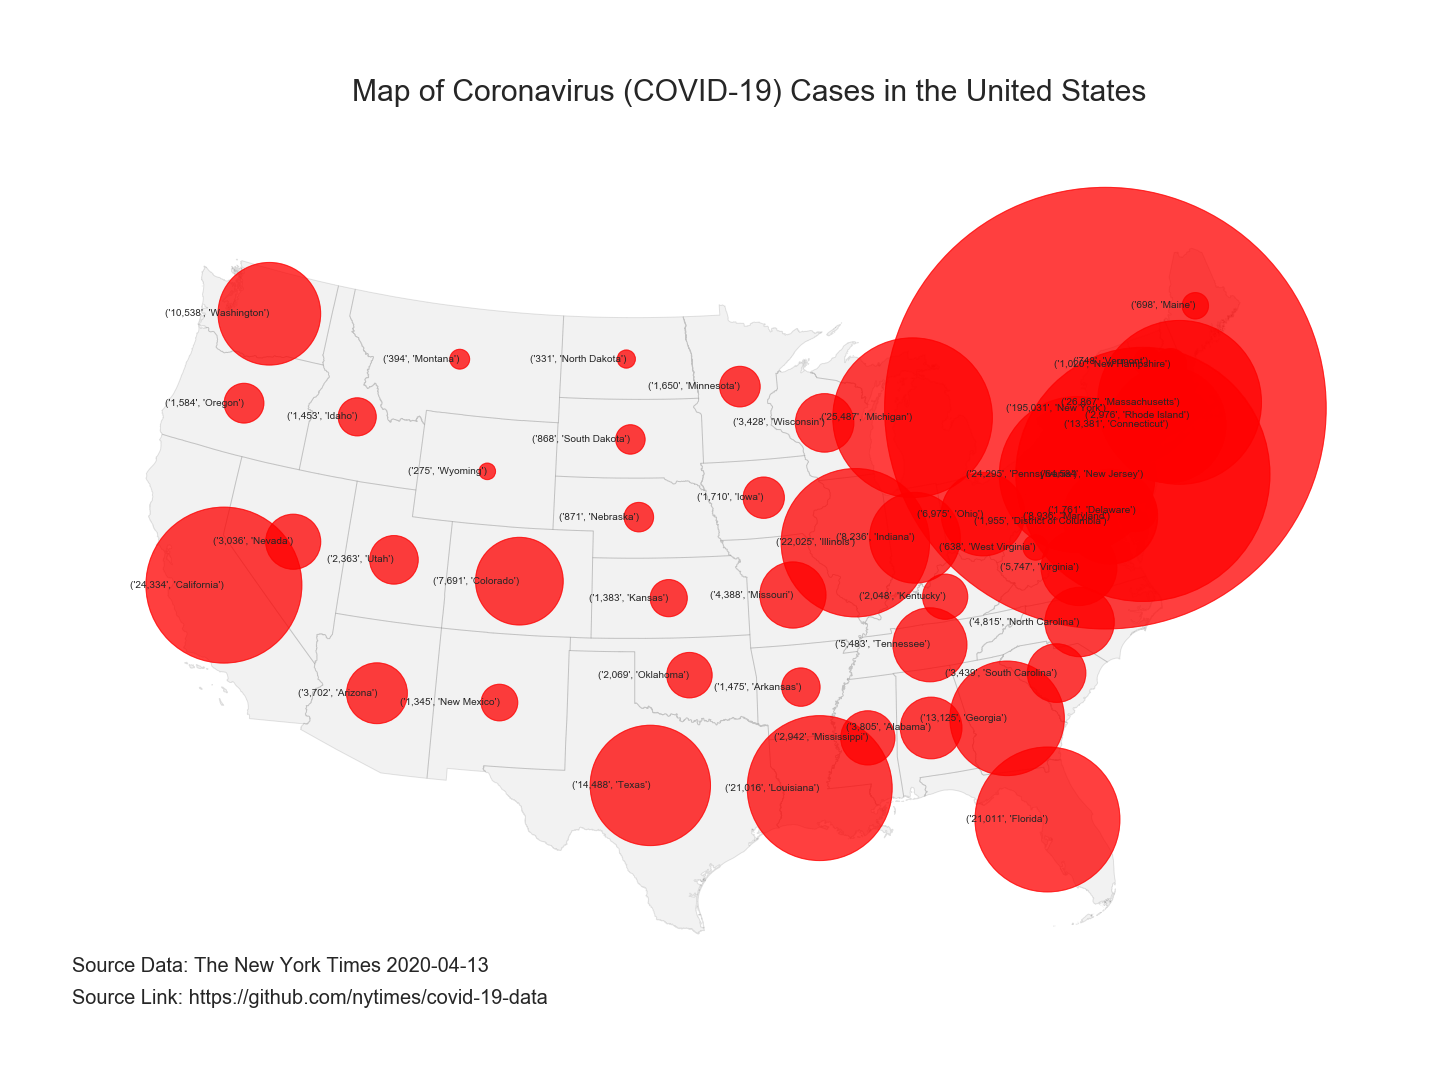 Map of Coronavirus (COVID-19) Cases in the United States
('698', 'Maine')
('10,538', 'Washington')
('394', 'Montana')
('331', 'North Dakota')
'Vermont')
('1,020', 'New Hampshire')
('1,650', 'Minnesota')
('1,584', 'Oregon')
('26,867', 'Massachusetts')
('195,031', 'New York')
('1,453', 'Idaho')
('2,976', 'Rhode Island')
('25,487', 'Michigan')
('3,428', 'Wisconsin')
('13,381', 'Connecticut')
('868', 'South Dakota')
('275', 'Wyoming')
('24,295',
'New Jersey')
('1,710', 'Iowa')
('1,761', 'Delaware')
('6,975', 'Ohio')
'Maryland')
('871', 'Nebraska')
('1,955', 'District of Columbia')
('8,236', 'Indiana')
('3,036', 'Nevada')
('22,025', 'Illinois')
('638', 'West Virginia')
('2,363', 'Utah')
('5,747', 'Virginia')
('7,691', 'Colorado')
('24,334', 'California')
('4,388', 'Missouri')
('2,048', 'Kentucky')
('1,383', 'Kansas')
('4,815', 'North Carolina')
('5,483', 'Tennessee')
('3,439', 'South Carolina')
('2,069', 'Oklahoma')
('1,475', 'Arkansas')
('3,702', 'Arizona')
('1,345', 'New Mexico')
('13,125', 'Georgia')
('3,805', 'Alabama')
('2,942', 'Mississippi')
('14,488', 'Texas')
('21,016', 'Louisiana')
('21,011', 'Florida')
Source Data: The New York Times 2020-04-13
Source Link: https://github.com/nytimes/covid-19-data